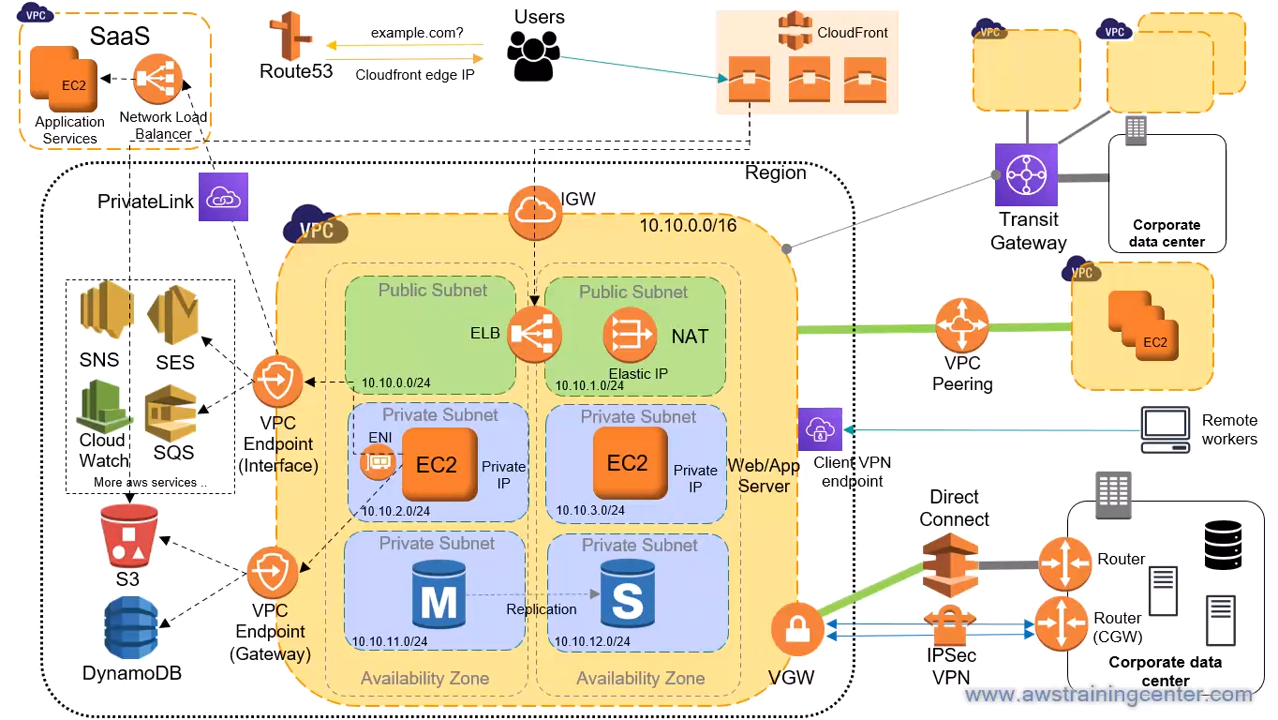 VPC
SaaS
EC2
Application
Services
Network Load
Balancer
Route53
example.com?
Cloudfront edge IP
Users
CloudFront
VPC
VPC
Transit
Gateway
Corporate
data center
PrivateLink
Region
IGW
VPC
10.10.0.0/16
Public Subnet
Public Subnet
ELB
NAT
Elastic IP
10.10.0.0/24
10.10.1.0/24
SNS
SES
Cloud
Watch
SQS
More aws services ..
VPC
Endpoint
(Interface)
Private Subnet
ENI
EC2
Private
IP
10.10.2.0/24
Private Subnet
EC2
Private
IP
10.10.3.0/24
Web/App
Server
VPC
Peering
VPC
EC2
Client VPN
endpoint
Remote
workers
S3
DynamoDB
VPC
Endpoint
(Gateway)
Private Subnet
M
10.10.11.0/24
Replication
Private Subnet
S
10.10.12.0/24
Availability Zone
Availability Zone
VGW
Direct
Connect
IPSec
VPN
Router
Router
(CGW)
Corporate data
center
www.awstrainingcenter.com